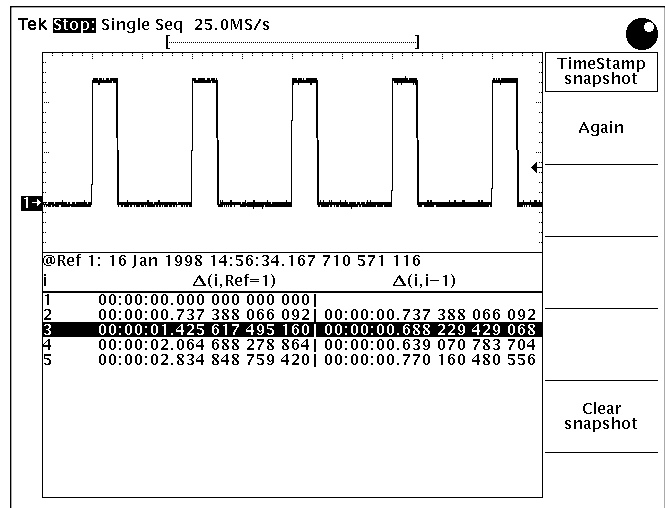 Tek Stop: Single Seq 25.0MS/s
[ ]
TimeStamp
snapshot
Again
1→
@Ref 1: 16 Jan 1998 14:56:34.167 710 571 116
i Δ(i,Ref=1) Δ(i,i−1)
1 00:00:00.000 000 000 000|
2 00:00:00.737 388 066 092| 00:00:00.737 388 066 092
3 00:00:01.425 617 495 160| 00:00:00.688 229 429 068
4 00:00:02.064 688 278 864| 00:00:00.639 070 783 704
5 00:00:02.834 848 759 420| 00:00:00.770 160 480 556
Clear
snapshot